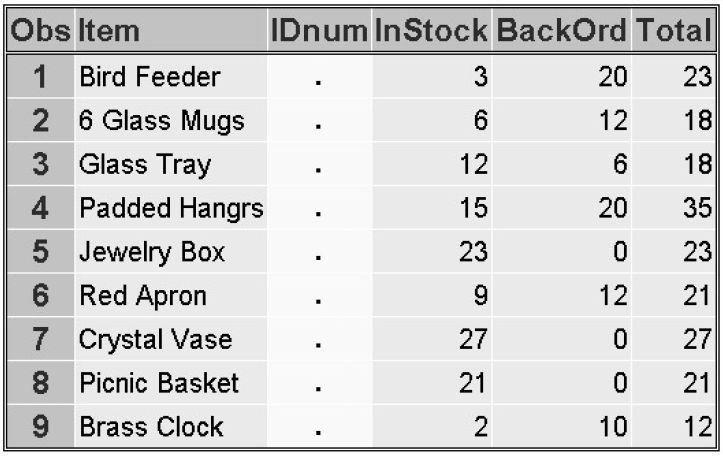 Obs Item IDnum InStock BackOrd Total
1 Bird Feeder . 3 20 23
2 6 Glass Mugs . 6 12 18
3 Glass Tray . 12 6 18
4 Padded Hangrs . 15 20 35
5 Jewelry Box . 23 0 23
6 Red Apron . 9 12 21
7 Crystal Vase . 27 0 27
8 Picnic Basket . 21 0 21
9 Brass Clock . 2 10 12